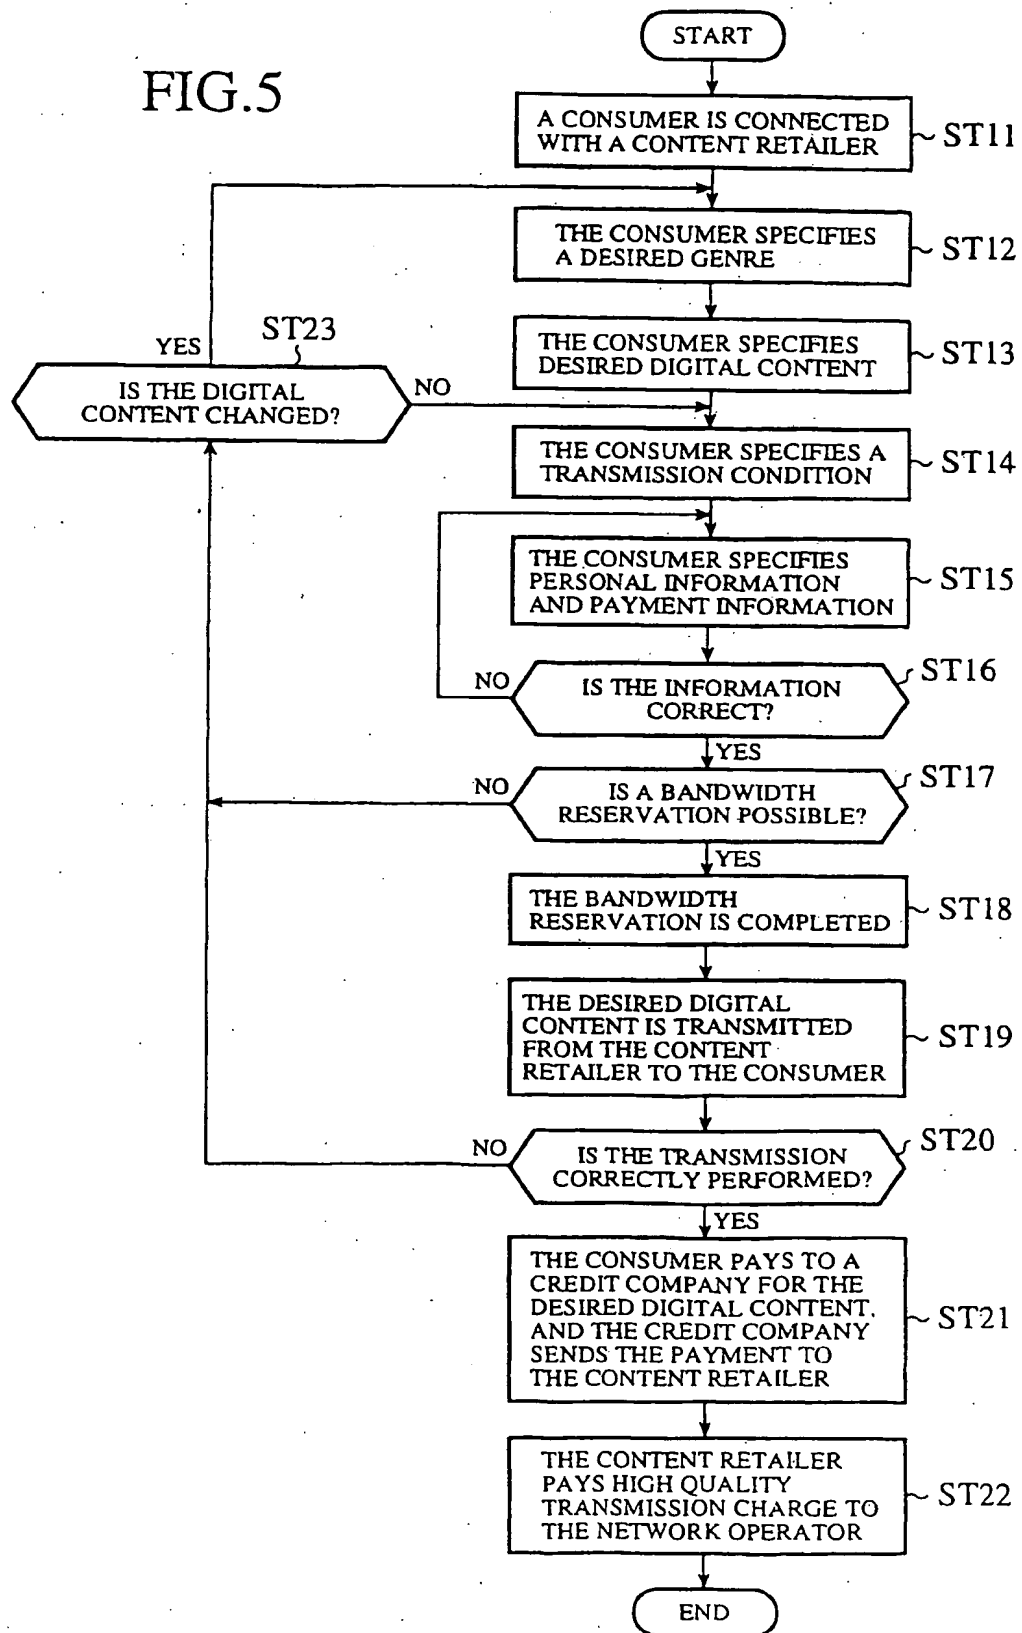 FIG.5
START
A CONSUMER IS CONNECTED
WITH A CONTENT RETAILER
ST11
THE CONSUMER SPECIFIES
A DESIRED GENRE
ST12
THE CONSUMER SPECIFIES
DESIRED DIGITAL CONTENT
ST13
YES
ST23
IS THE DIGITAL
CONTENT CHANGED?
NO
THE CONSUMER SPECIFIES A
TRANSMISSION CONDITION
ST14
THE CONSUMER SPECIFIES
PERSONAL INFORMATION
AND PAYMENT INFORMATION
ST15
NO
IS THE INFORMATION
CORRECT?
ST16
YES
NO
IS A BANDWIDTH
RESERVATION POSSIBLE?
ST17
YES
THE BANDWIDTH
RESERVATION IS COMPLETED
ST18
THE DESIRED DIGITAL
CONTENT IS TRANSMITTED
FROM THE CONTENT
RETAILER TO THE CONSUMER
ST19
NO
IS THE TRANSMISSION
CORRECTLY PERFORMED?
ST20
YES
THE CONSUMER PAYS TO A
CREDIT COMPANY FOR THE
DESIRED DIGITAL CONTENT,
AND THE CREDIT COMPANY
SENDS THE PAYMENT TO
THE CONTENT RETAILER
ST21
THE CONTENT RETAILER
PAYS HIGH QUALITY
TRANSMISSION CHARGE TO
THE NETWORK OPERATOR
ST22
END